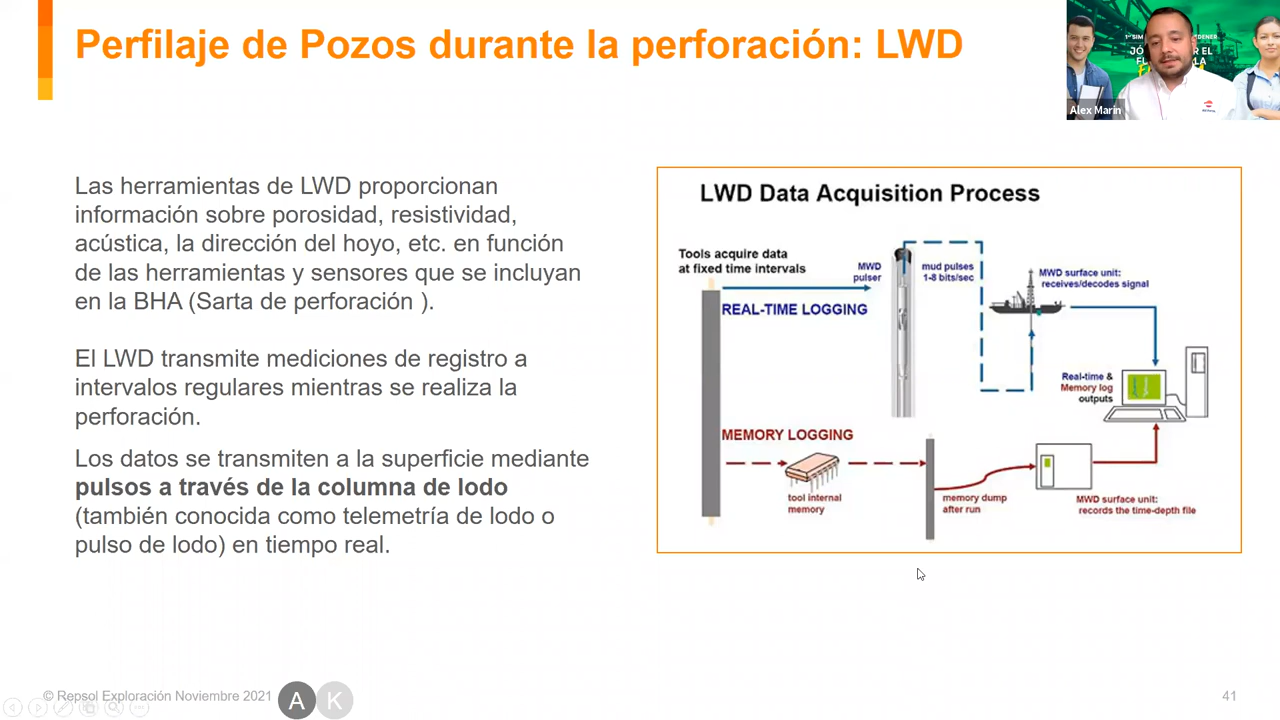 Perfilaje de Pozos durante la perforación: LWD
Alex Marin
Las herramientas de LWD proporcionan
información sobre porosidad, resistividad,
acústica, la dirección del hoyo, etc. en función
de las herramientas y sensores que se incluyan
en la BHA (Sarta de perforación ).
El LWD transmite mediciones de registro a
intervalos regulares mientras se realiza la
perforación.
Los datos se transmiten a la superficie mediante
pulsos a través de la columna de lodo
(también conocida como telemetría de lodo o
pulso de lodo) en tiempo real.
LWD Data Acquisition Process
Tools acquire data
at fixed time intervals
MWD
pulser
mud pulses
1-8 bits/sec
MWD surface unit:
receives/decodes signal
REAL-TIME LOGGING
Real-time &
Memory log
outputs
MEMORY LOGGING
tool internal
memory
memory dump
after run
MWD surface unit:
records the time-depth file
© Repsol Exploración Noviembre 2021
A
K
41